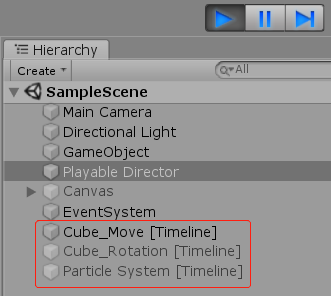 Hierarchy
Create All
SampleScene
Main Camera
Directional Light
GameObject
Playable Director
Canvas
EventSystem
Cube_Move [Timeline]
Cube_Rotation [Timeline]
Particle System [Timeline]